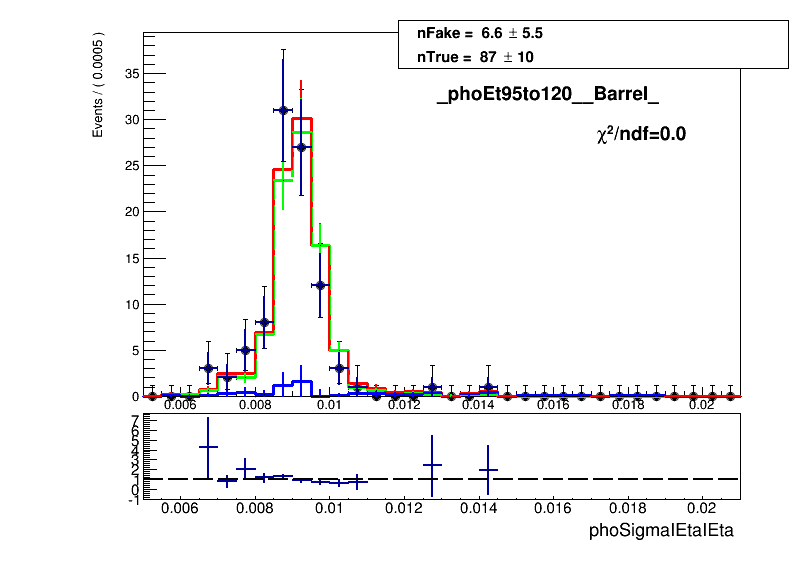 nFake = 6.6 ± 5.5
nTrue = 87 ± 10
Events / ( 0.0005 )
_phoEt95to120__Barrel_
χ²/ndf=0.0
35
30
25
20
15
10
5
0
0.006 0.008 0.01 0.012 0.014 0.016 0.018 0.02
7
6
5
4
3
2
1
0
-1
0.006 0.008 0.01 0.012 0.014 0.016 0.018 0.02
phoSigmaIEtaIEta